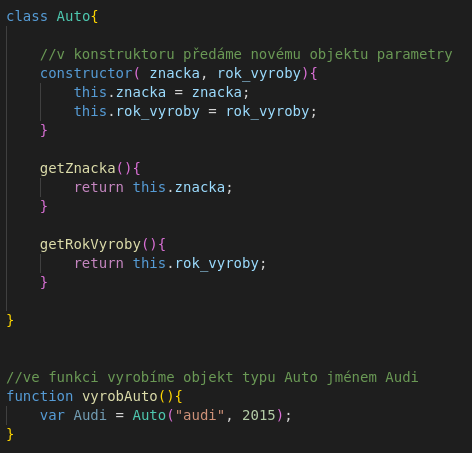 class Auto{
//v konstruktoru předáme novému objektu parametry
constructor( znacka, rok_vyroby){
this.znacka = znacka;
this.rok_vyroby = rok_vyroby;
}
getZnacka(){
return this.znacka;
}
getRokVyroby(){
return this.rok_vyroby;
}
}
//ve funkci vyrobíme objekt typu Auto jménem Audi
function vyrobAuto(){
var Audi = Auto("audi", 2015);
}